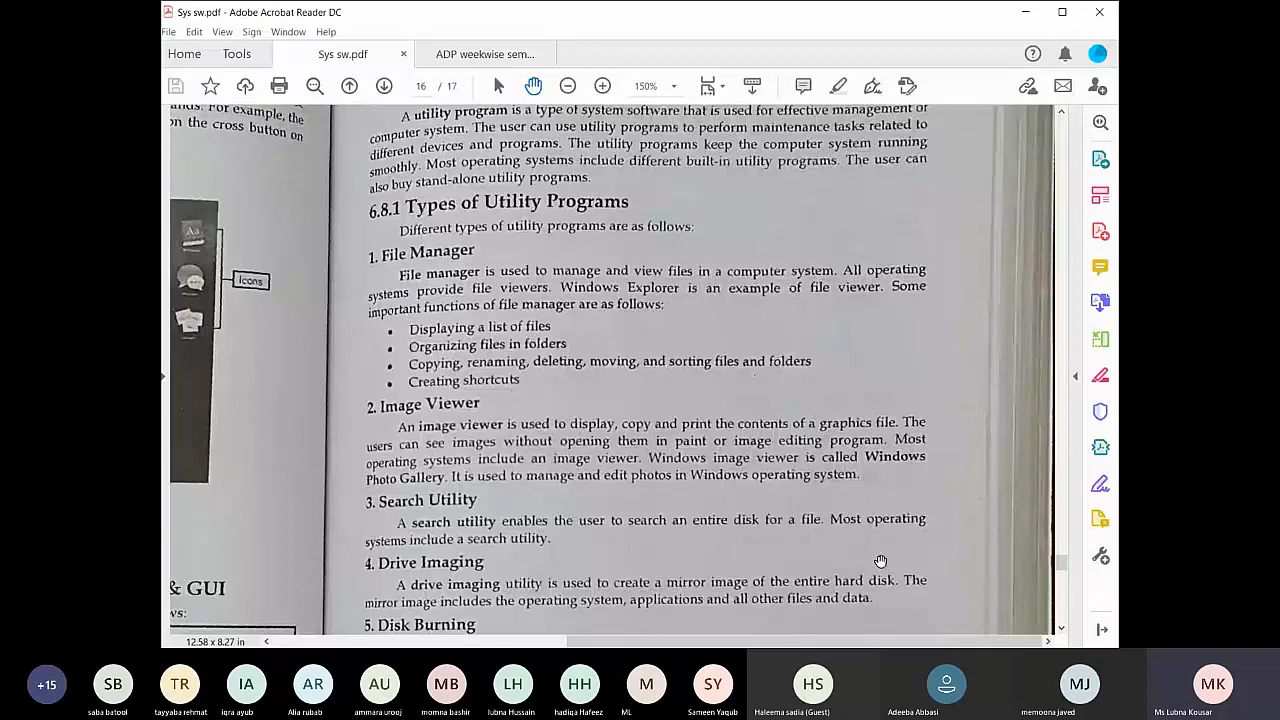 Sys sw.pdf - Adobe Acrobat Reader DC
File Edit View Sign Window Help
Home Tools Sys sw.pdf × ADP weekwise sem...
16 / 17 150%
For example, the
on the cross button on
Icons
& GUI
A utility program is a type of system software that is used for effective management of
computer system. The user can use utility programs to perform maintenance tasks related to
different devices and programs. The utility programs keep the computer system running
smoothly. Most operating systems include different built-in utility programs. The user can
also buy stand-alone utility programs.
6.8.1 Types of Utility Programs
Different types of utility programs are as follows:
1. File Manager
File manager is used to manage and view files in a computer system. All operating
systems provide file viewers. Windows Explorer is an example of file viewer. Some
important functions of file manager are as follows:
• Displaying a list of files
• Organizing files in folders
• Copying, renaming, deleting, moving, and sorting files and folders
• Creating shortcuts
2. Image Viewer
An image viewer is used to display, copy and print the contents of a graphics file. The
users can see images without opening them in paint or image editing program. Most
operating systems include an image viewer. Windows image viewer is called Windows
Photo Gallery. It is used to manage and edit photos in Windows operating system.
3. Search Utility
A search utility enables the user to search an entire disk for a file. Most operating
systems include a search utility.
4. Drive Imaging
A drive imaging utility is used to create a mirror image of the entire hard disk. The
mirror image includes the operating system, applications and all other files and data.
5. Disk Burning
12.58 x 8.27 in
+15 SB TR IA AR AU MB LH HH M SY HS MJ MK
saba batool tayyaba rehmat iqra ayub Alia rubab ammara urooj momna bashir lubna Hussain hadiqa Hafeez ML Sameen Yaqub Haleema sadia (Guest) Adeeba Abbasi memoona javed Ms Lubna Kousar